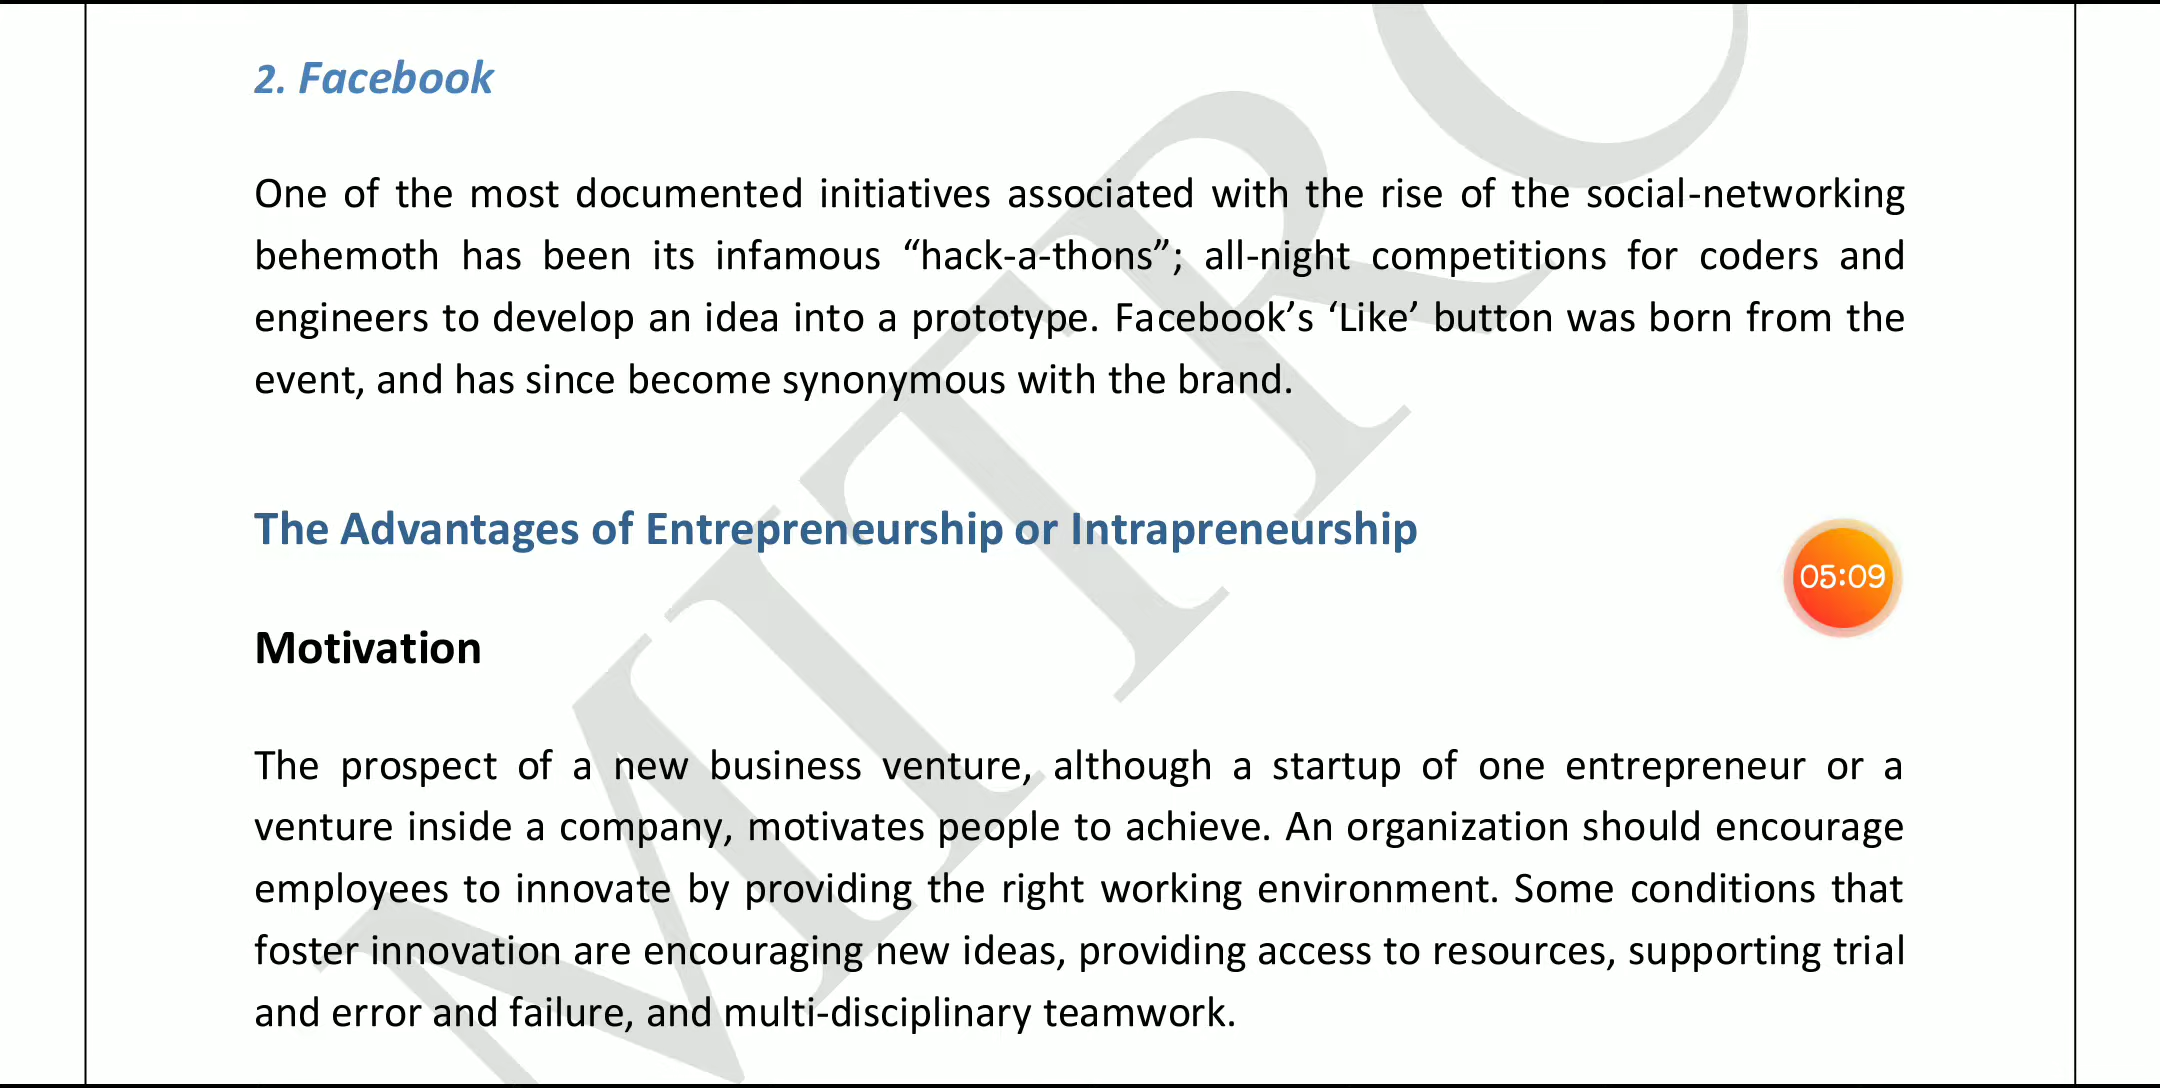 2. Facebook
One of the most documented initiatives associated with the rise of the social-networking
behemoth has been its infamous “hack-a-thons”; all-night competitions for coders and
engineers to develop an idea into a prototype. Facebook’s ‘Like’ button was born from the
event, and has since become synonymous with the brand.
The Advantages of Entrepreneurship or Intrapreneurship
05:09
Motivation
The prospect of a new business venture, although a startup of one entrepreneur or a
venture inside a company, motivates people to achieve. An organization should encourage
employees to innovate by providing the right working environment. Some conditions that
foster innovation are encouraging new ideas, providing access to resources, supporting trial
and error and failure, and multi-disciplinary teamwork.
MITRC